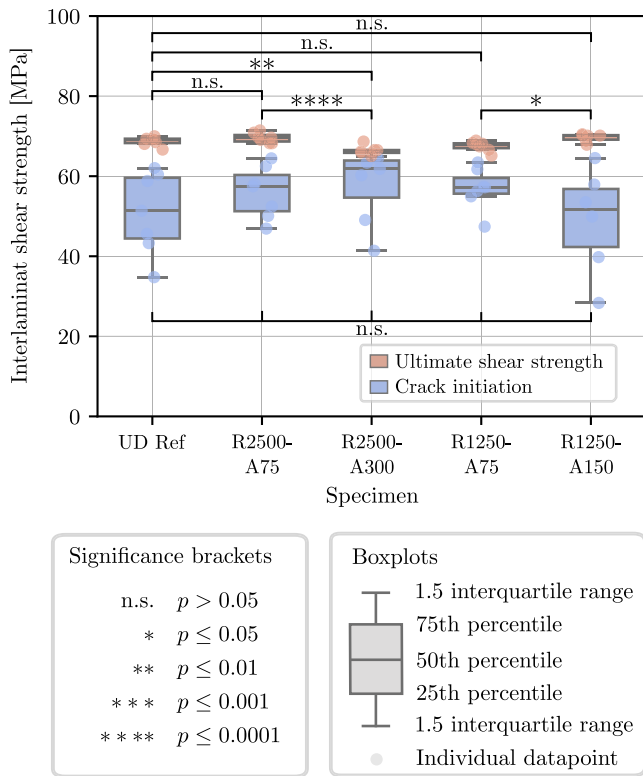 Interlaminat shear strength [MPa]
100
80
60
40
20
0
n.s.
n.s.
**
n.s.
****
*
n.s.
Ultimate shear strength
Crack initiation
UD Ref
R2500-
A75
R2500-
A300
R1250-
A75
R1250-
A150
Specimen
Significance brackets
n.s. p > 0.05
* p ≤ 0.05
** p ≤ 0.01
*** p ≤ 0.001
**** p ≤ 0.0001
Boxplots
1.5 interquartile range
75th percentile
50th percentile
25th percentile
1.5 interquartile range
Individual datapoint